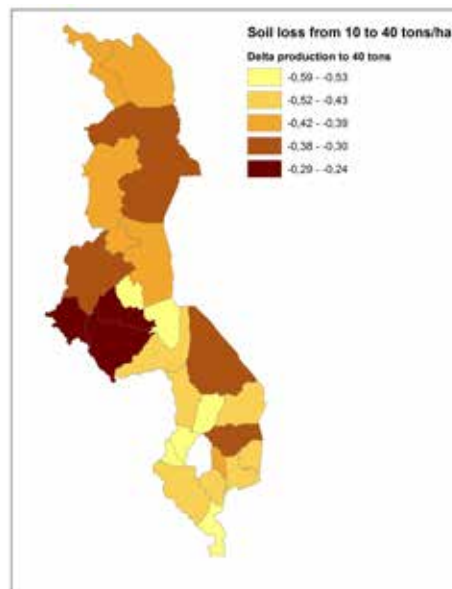 Soil loss from 10 to 40 tons/ha
Delta production to 40 tons
-0,59 - -0,53
-0,52 - -0,43
-0,42 - -0,39
-0,38 - -0,30
-0,29 - -0,24